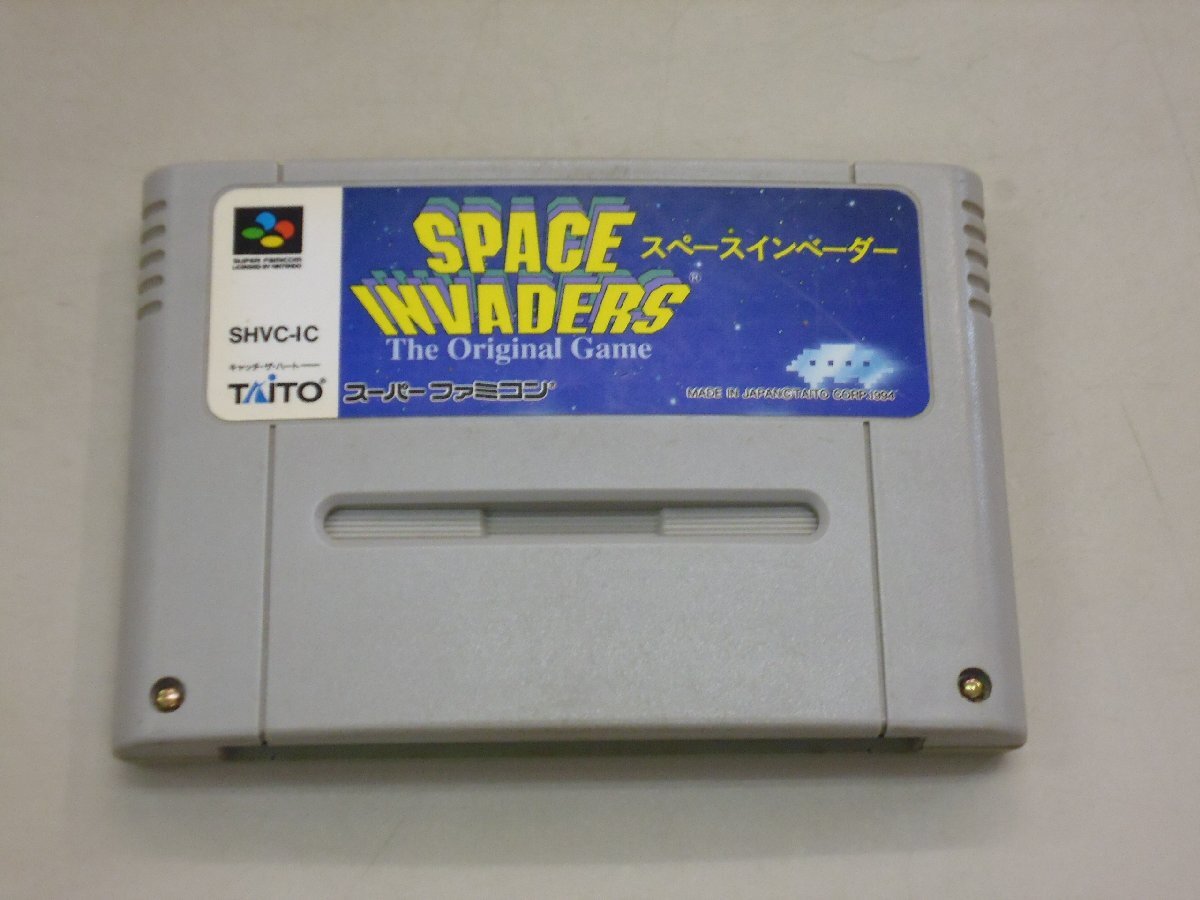 SUPER FAMICOM
LICENSED BY NINTENDO
SHVC-IC
キャッチ・ザ・ハート
TAITO®
SPACE
INVADERS®
The Original Game
スペースインベーダー
スーパーファミコン®
MADE IN JAPAN©TAITO CORP.1994